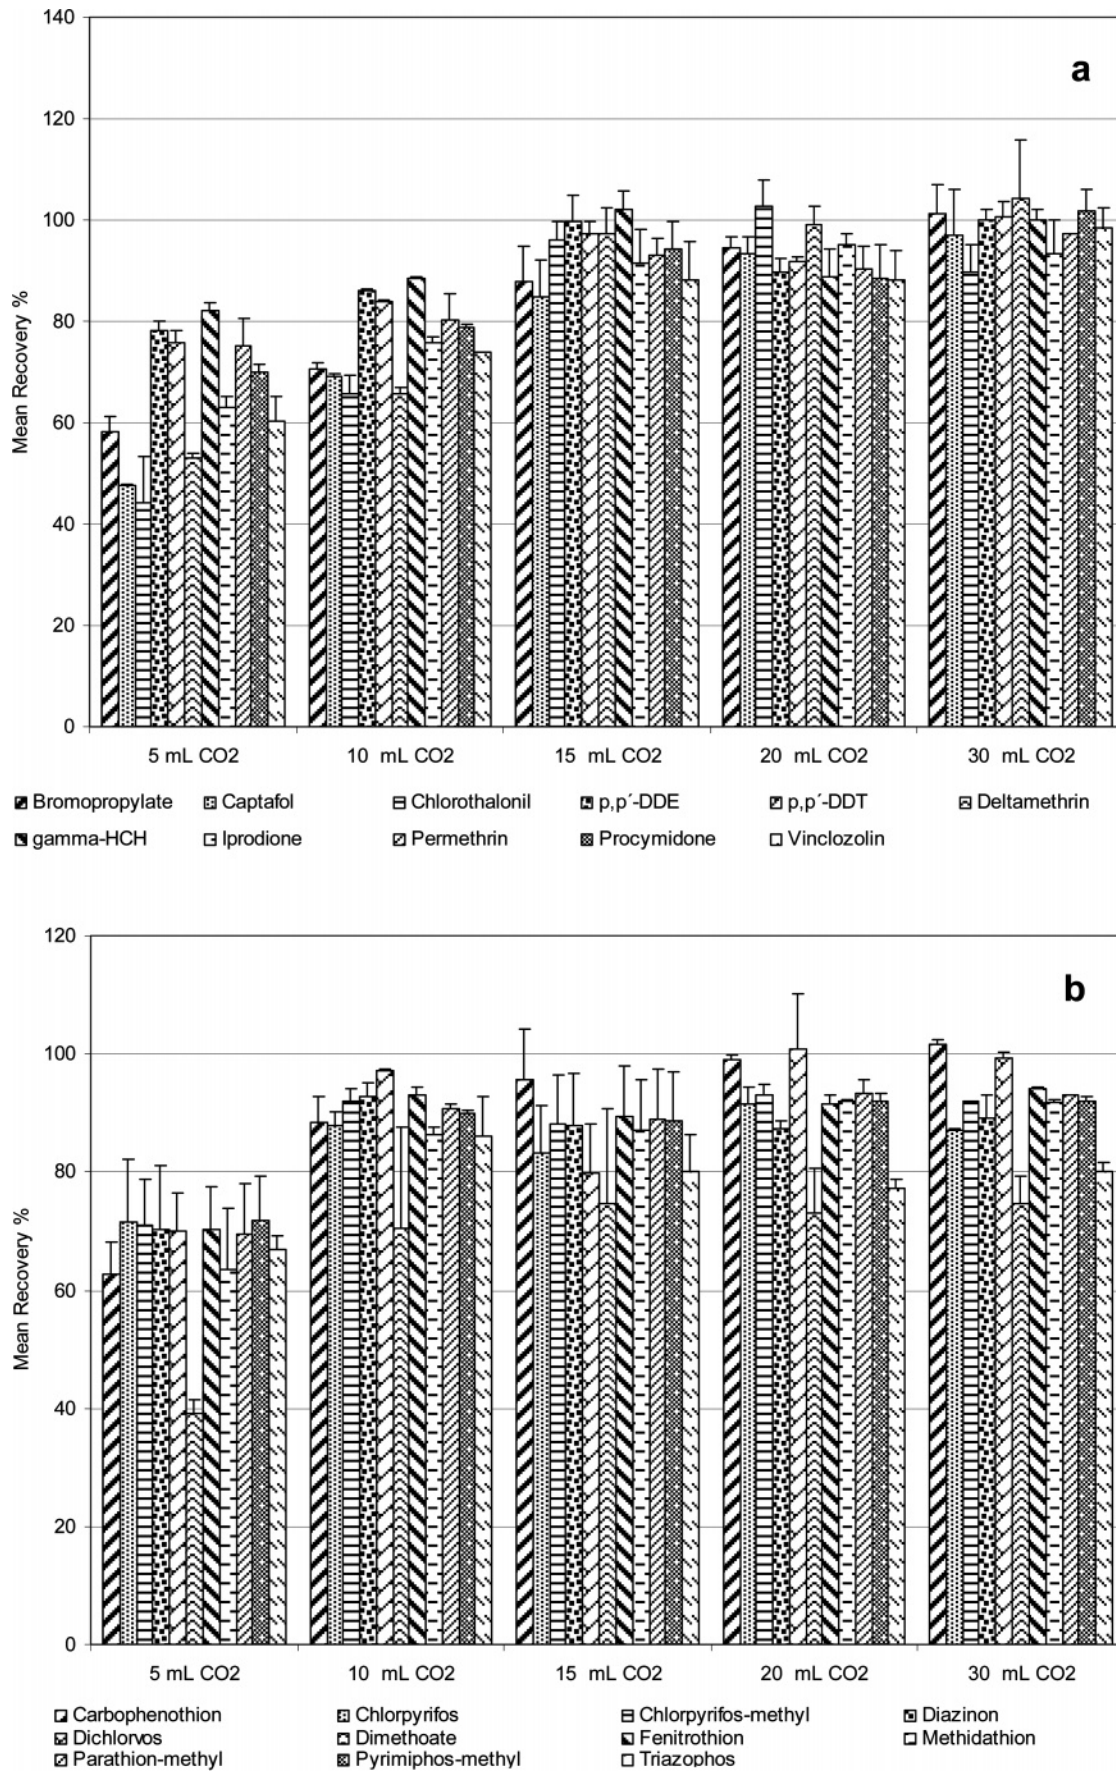 140
a
120
100
80
60
40
20
0
Mean Recovery %
5 mL CO2 10 mL CO2 15 mL CO2 20 mL CO2 30 mL CO2
Bromopropylate Captafol Chlorothalonil p,p´-DDE p,p´-DDT Deltamethrin
gamma-HCH Iprodione Permethrin Procymidone Vinclozolin
120
b
100
80
60
40
20
0
Mean Recovery %
5 mL CO2 10 mL CO2 15 mL CO2 20 mL CO2 30 mL CO2
Carbophenothion Chlorpyrifos Chlorpyrifos-methyl Diazinon
Dichlorvos Dimethoate Fenitrothion Methidathion
Parathion-methyl Pyrimiphos-methyl Triazophos